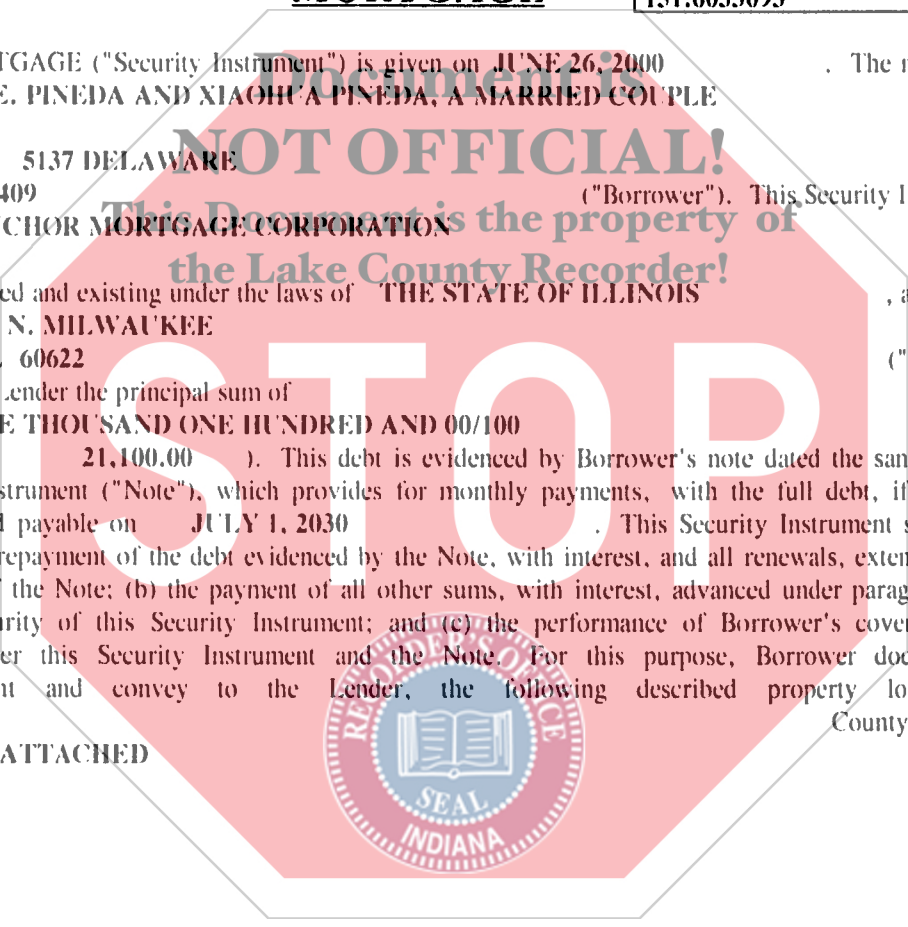 MORTGAGE
151:6055095
TGAGE ("Security Instrument") is given on JUNE 26, 2000 . The
E. PINEDA AND XIAOHUA PINEDA, A MARRIED COUPLE
Document is
NOT OFFICIAL!
This Document is the property of
the Lake County Recorder!
5137 DELAWARE
409 ("Borrower"). This Security
CHOR MORTGAGE CORPORATION
ed and existing under the laws of THE STATE OF ILLINOIS , a
N. MILWAUKEE
60622 ("
ender the principal sum of
E THOUSAND ONE HUNDRED AND 00/100
21,100.00 ). This debt is evidenced by Borrower's note dated the sam
strument ("Note"), which provides for monthly payments, with the full debt, if
payable on JULY 1, 2030 . This Security Instrument s
repayment of the debt evidenced by the Note, with interest, and all renewals, exten
the Note; (b) the payment of all other sums, with interest, advanced under parag
urity of this Security Instrument; and (c) the performance of Borrower's cove
er this Security Instrument and the Note. For this purpose, Borrower doe
nt and convey to the Lender, the following described property lo
County
ATTACHED
STOP
RECORDER'S OFFICE
SEAL
INDIANA